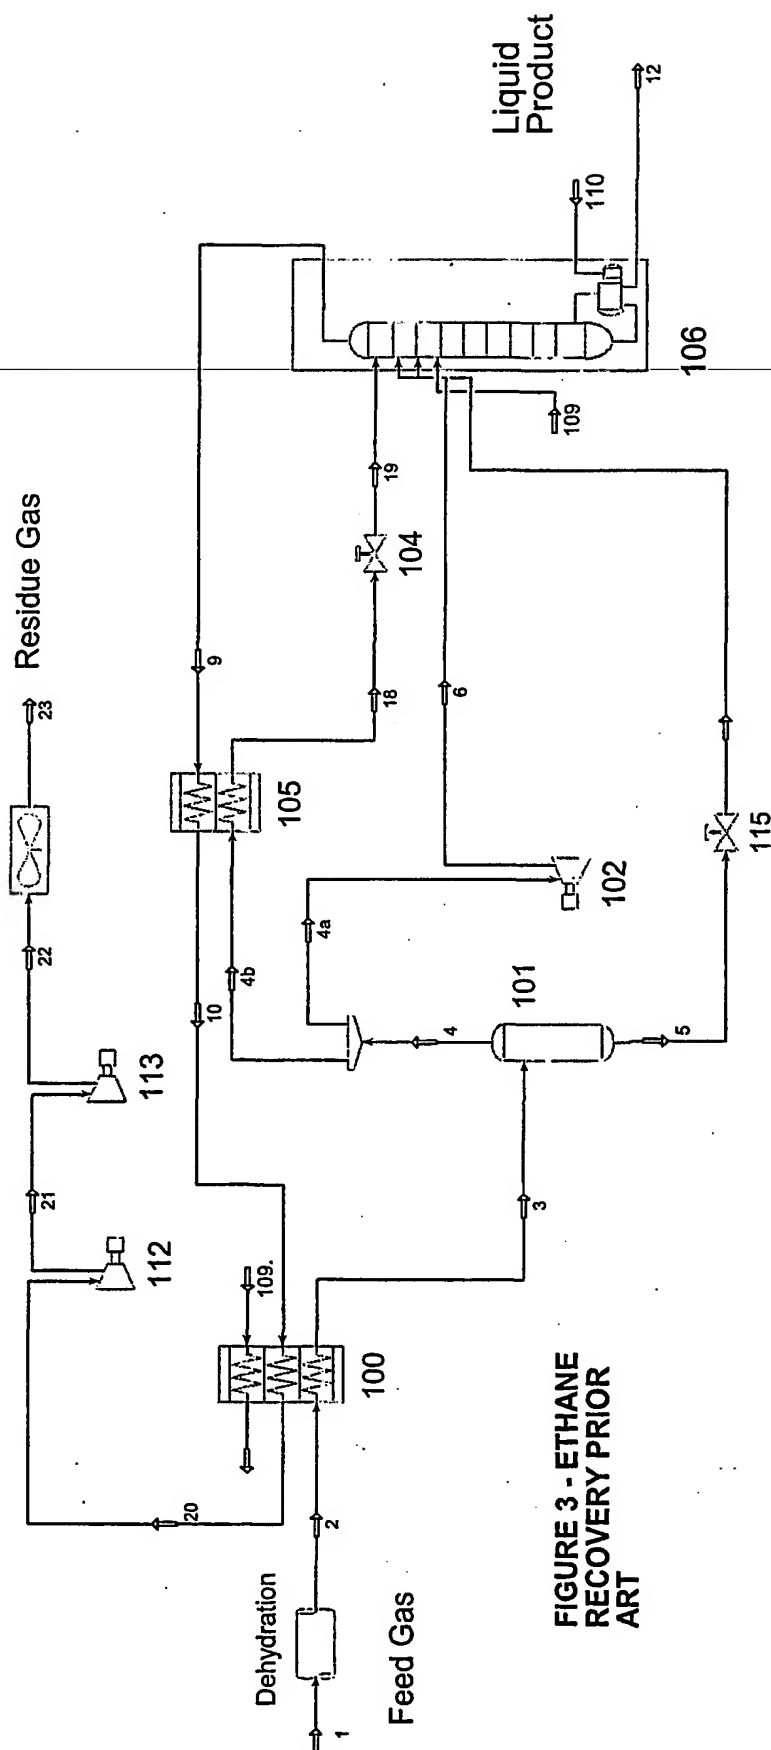 Residue Gas
23
22
113
21
112
20
9
10
105
4b
4a
18
19
104
6
102
109
106
110
Liquid
Product
12
115
101
4
5
3
109.
100
2
Dehydration
1
Feed Gas
FIGURE 3 - ETHANE
RECOVERY PRIOR
ART